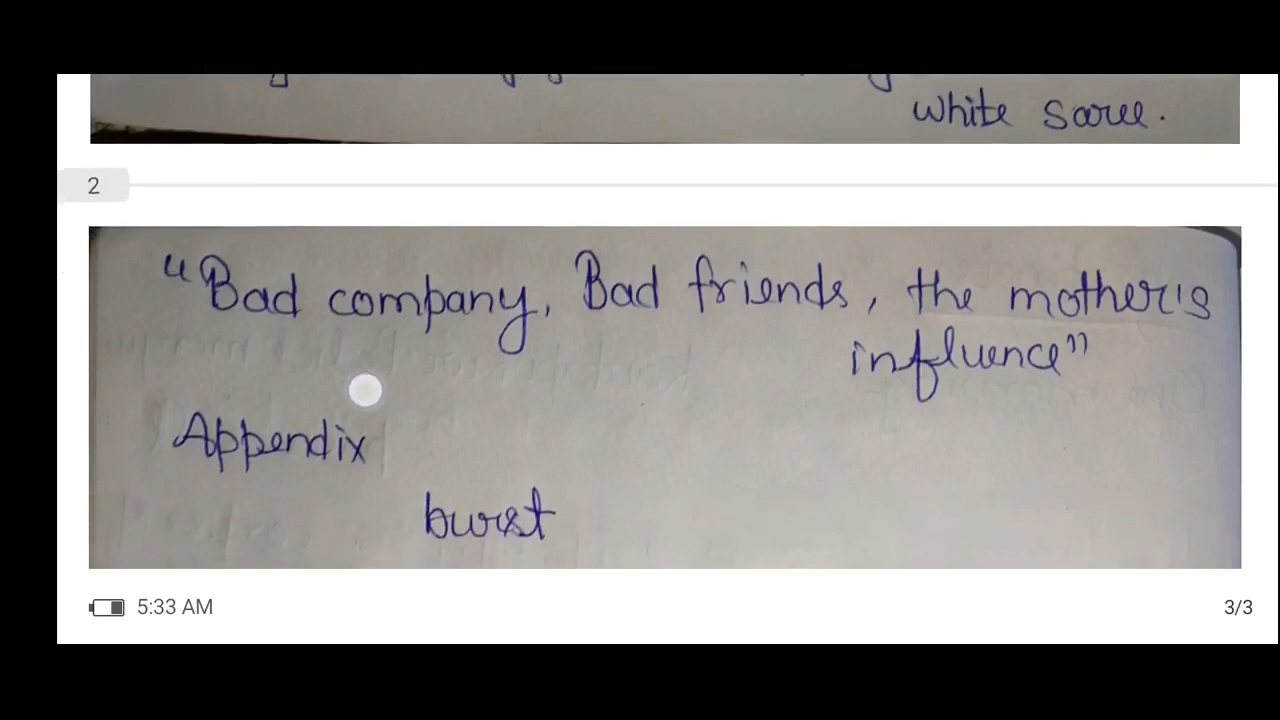 white saree.
2
"Bad company, Bad friends, the mother's
influence"
Appendix
burst
5:33 AM
3/3